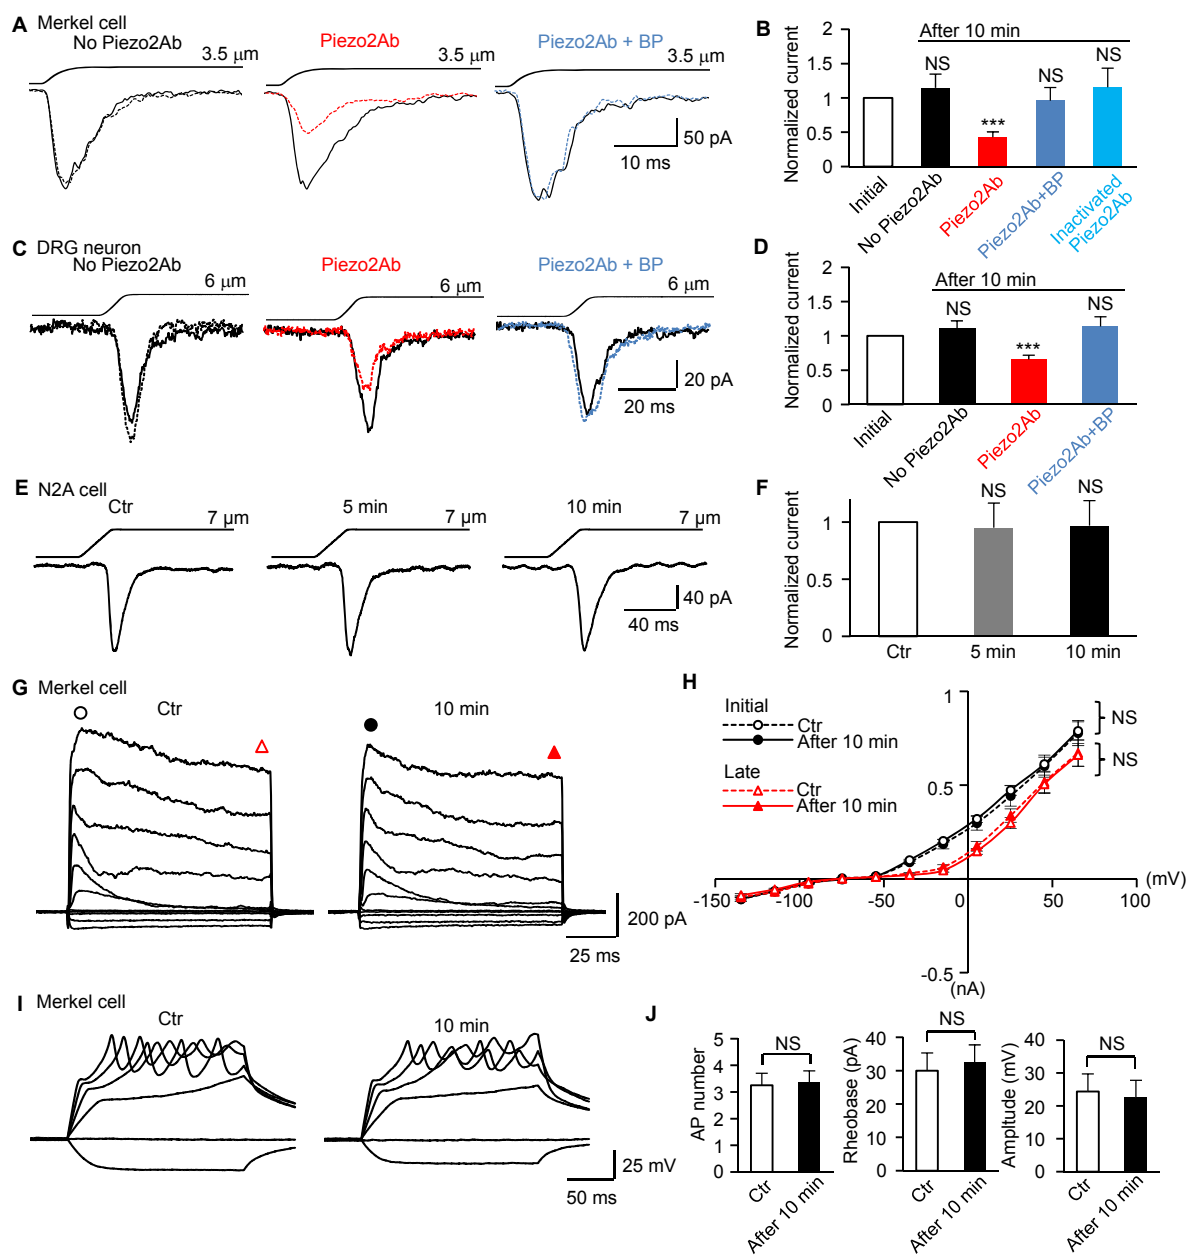 A Merkel cell
No Piezo2Ab
3.5 μm
Piezo2Ab
3.5 μm
Piezo2Ab + BP
3.5 μm
50 pA
10 ms
B
After 10 min
Normalized current
2
1.5
1
0.5
0
NS
***
NS
NS
Initial
No Piezo2Ab
Piezo2Ab
Piezo2Ab+BP
Inactivated
Piezo2Ab
C DRG neuron
No Piezo2Ab
6 μm
Piezo2Ab
6 μm
Piezo2Ab + BP
6 μm
20 pA
20 ms
D
After 10 min
Normalized current
2
1.5
1
0.5
0
NS
***
NS
Initial
No Piezo2Ab
Piezo2Ab
Piezo2Ab+BP
E N2A cell
Ctr
7 μm
5 min
7 μm
10 min
7 μm
40 pA
40 ms
F
Normalized current
1
0.5
0
NS
NS
Ctr
5 min
10 min
G Merkel cell
Ctr
10 min
200 pA
25 ms
H
Initial
Ctr
After 10 min
Late
Ctr
After 10 min
1
0.5
-0.5
NS
NS
-150
-100
-50
0
50
100
(mV)
(nA)
I Merkel cell
Ctr
10 min
25 mV
50 ms
J
AP number
5
4
3
2
1
0
NS
Ctr
After 10 min
Rheobase (pA)
40
30
20
10
0
NS
Ctr
After 10 min
Ampltude (mV)
40
30
20
10
0
NS
Ctr
After 10 min